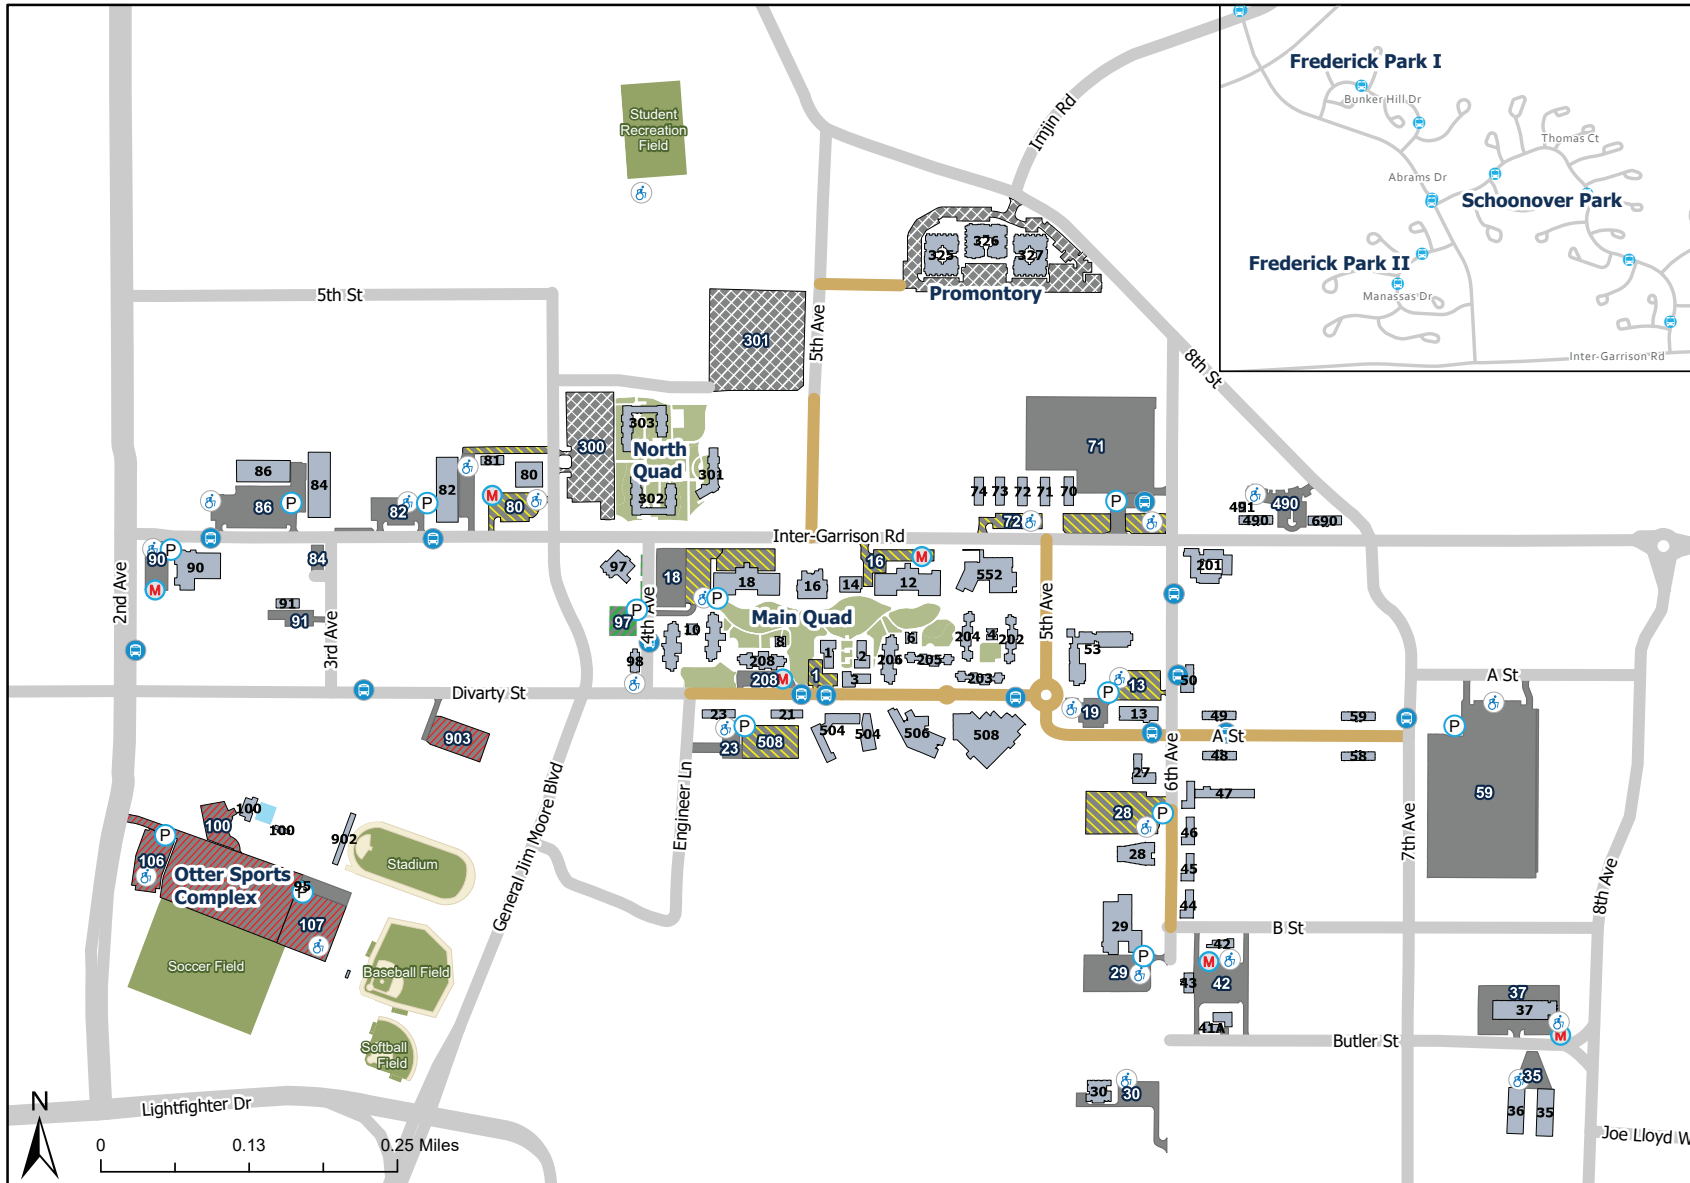 Frederick Park I
Bunker Hill Dr
Thomas Ct
Abrams Dr
Schoonover Park
Frederick Park II
Manassas Dr
Inter-Garrison Rd
Student
Recreation
Field
Imjin Rd
325
326
327
Promontory
5th St
301
5th Ave
8th St
303
300
North
Quad
301
302
71
86
84
86
82
82
81
80
80
M
P
P
74
73
72
71
70
72
P
490
491
490
690
Inter-Garrison Rd
2nd Ave
90
P
90
M
84
91
91
3rd Ave
97
18
18
16
16
14
12
M
552
201
97
P
4th Ave
P
Main Quad
10
8
208
208
M
1
1
2
3
206
6
205
204
4
202
203
5th Ave
53
13
P
50
98
19
13
Divarty St
A St
23
21
P
23
508
504
504
506
508
49
59
A St
48
58
P
59
903
27
47
28
P
46
28
45
44
6th Ave
7th Ave
8th Ave
Engineer Ln
General Jim Moore Blvd
100
100
100
902
Stadium
P
106
Otter Sports
Complex
95
P
107
Soccer Field
Baseball Field
Softball
Field
29
P
29
B St
42
M
42
43
41A
37
37
M
Butler St
35
36
35
30
30
Joe Lloyd W
Lightfighter Dr
N
0
0.13
0.25 Miles